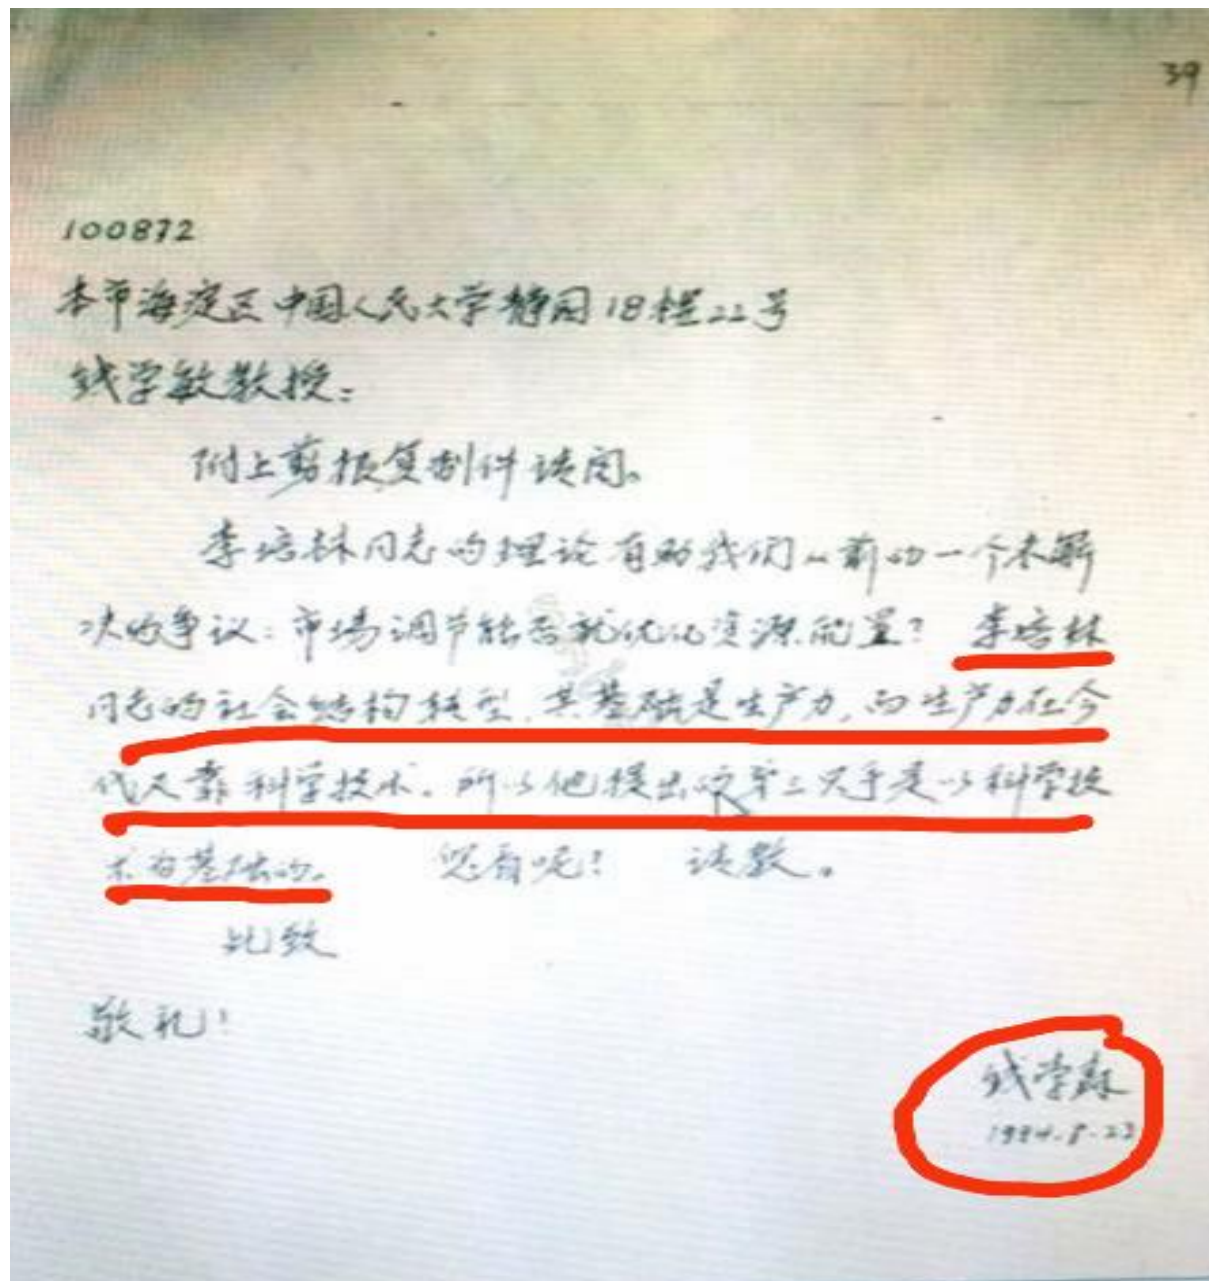 39
100872
本市海淀区中国人民大学静园18楼22号
钱学敏教授：
附上剪报复制件请阅。
李培林同志的理论有助我们以前的一个未解
决的争议：市场调节能否就优化资源配置？ 李培林
同志的社会结构转型，其基础是生产力，而生产力在今
代又靠科学技术。所以他提出的第二只手是以科学技
术为基础的。 您看呢？ 请教。
此致
敬礼！
钱学森
1994.8.23